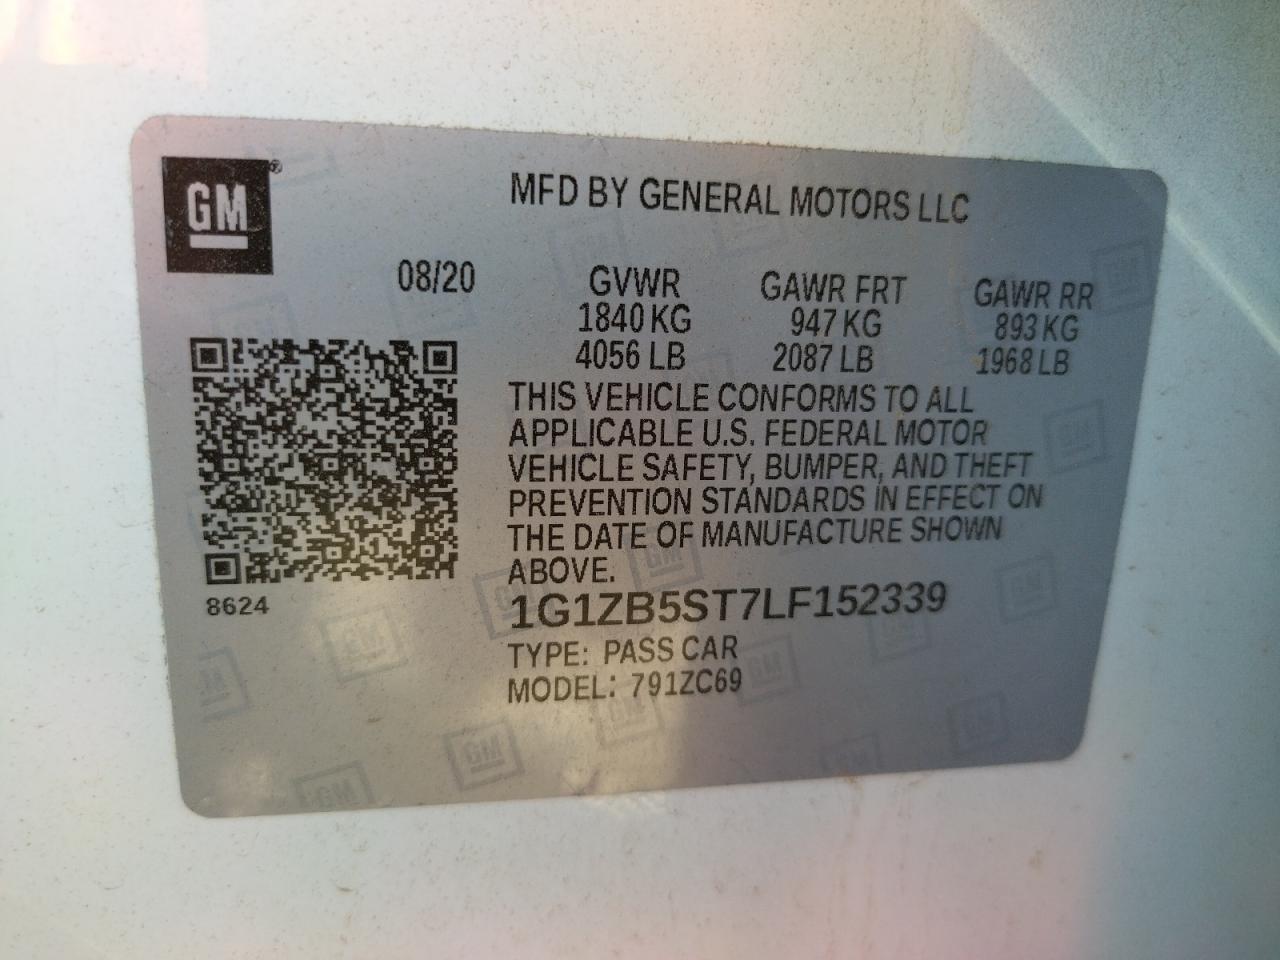 GM®
MFD BY GENERAL MOTORS LLC
08/20 GVWR GAWR FRT GAWR RR
1840 KG 947 KG 893 KG
4056 LB 2087 LB 1968 LB
THIS VEHICLE CONFORMS TO ALL
APPLICABLE U.S. FEDERAL MOTOR
VEHICLE SAFETY, BUMPER, AND THEFT
PREVENTION STANDARDS IN EFFECT ON
THE DATE OF MANUFACTURE SHOWN
ABOVE.
8624
1G1ZB5ST7LF152339
TYPE: PASS CAR
MODEL: 791ZC69